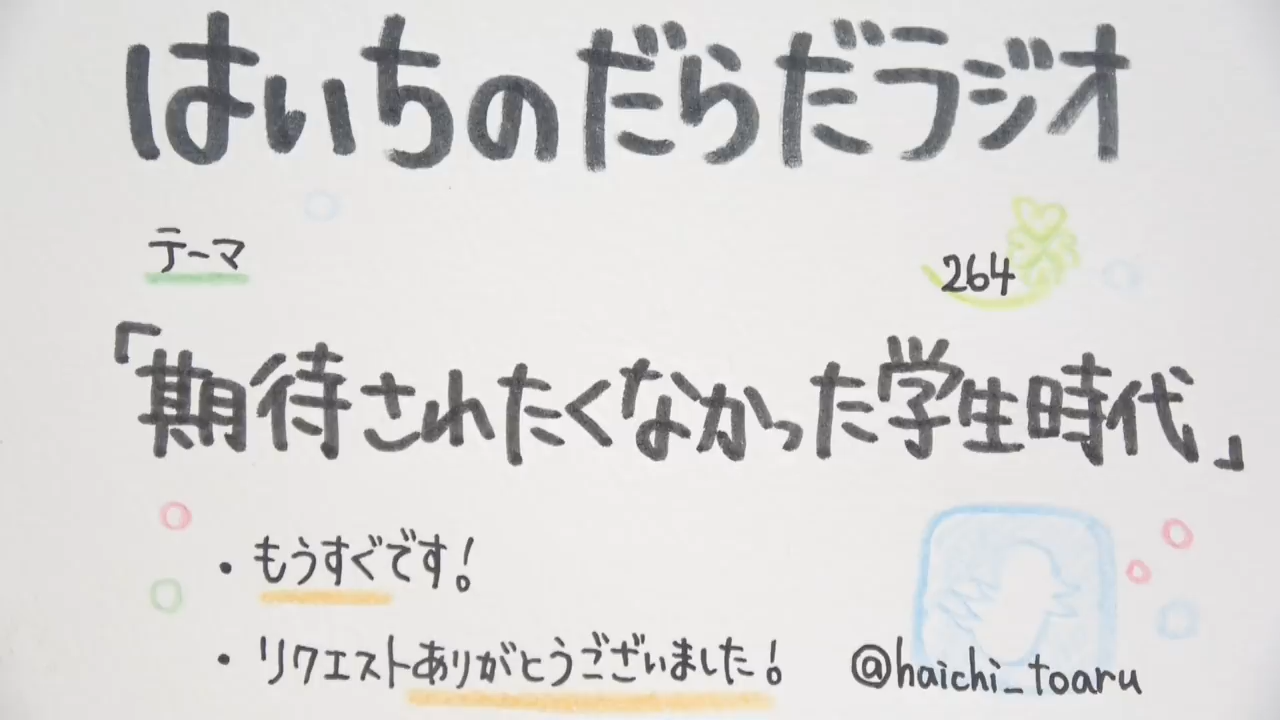 はいちのだらだラジオ
テーマ
264
「期待されたくなかった学生時代」
・もうすぐです！
・リクエストありがとうございました！
@haichi_toaru